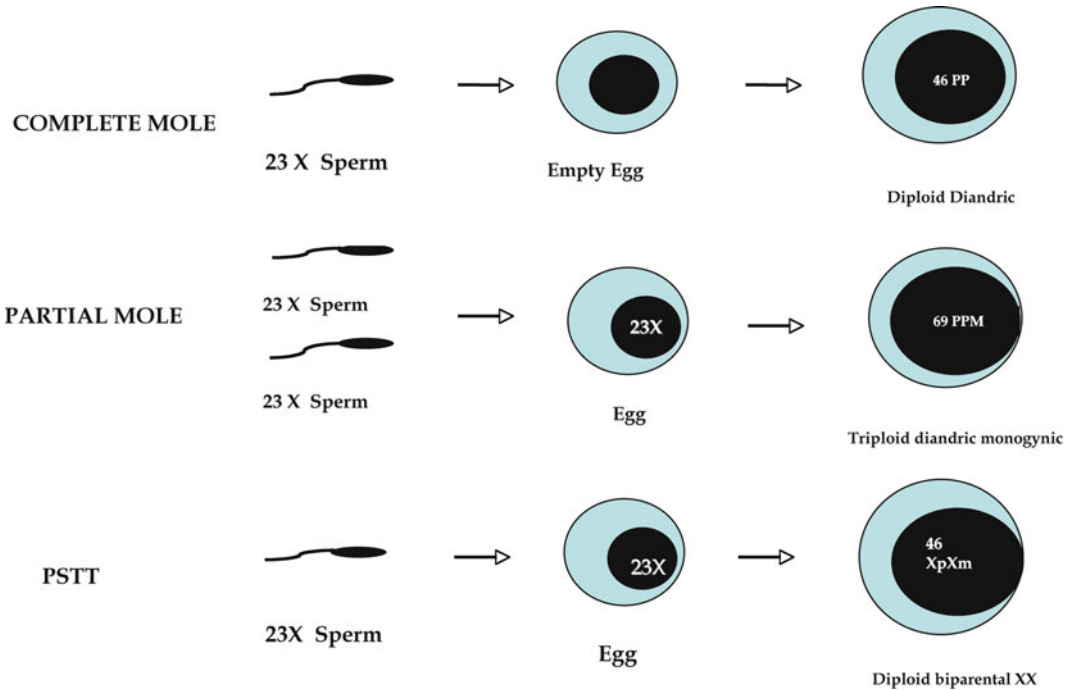 COMPLETE MOLE
23 X Sperm
Empty Egg
46 PP
Diploid Diandric
PARTIAL MOLE
23 X Sperm
23 X Sperm
23X
Egg
69 PPM
Triploid diandric monogynic
PSTT
23X Sperm
23X
Egg
46
XpXm
Diploid biparental XX